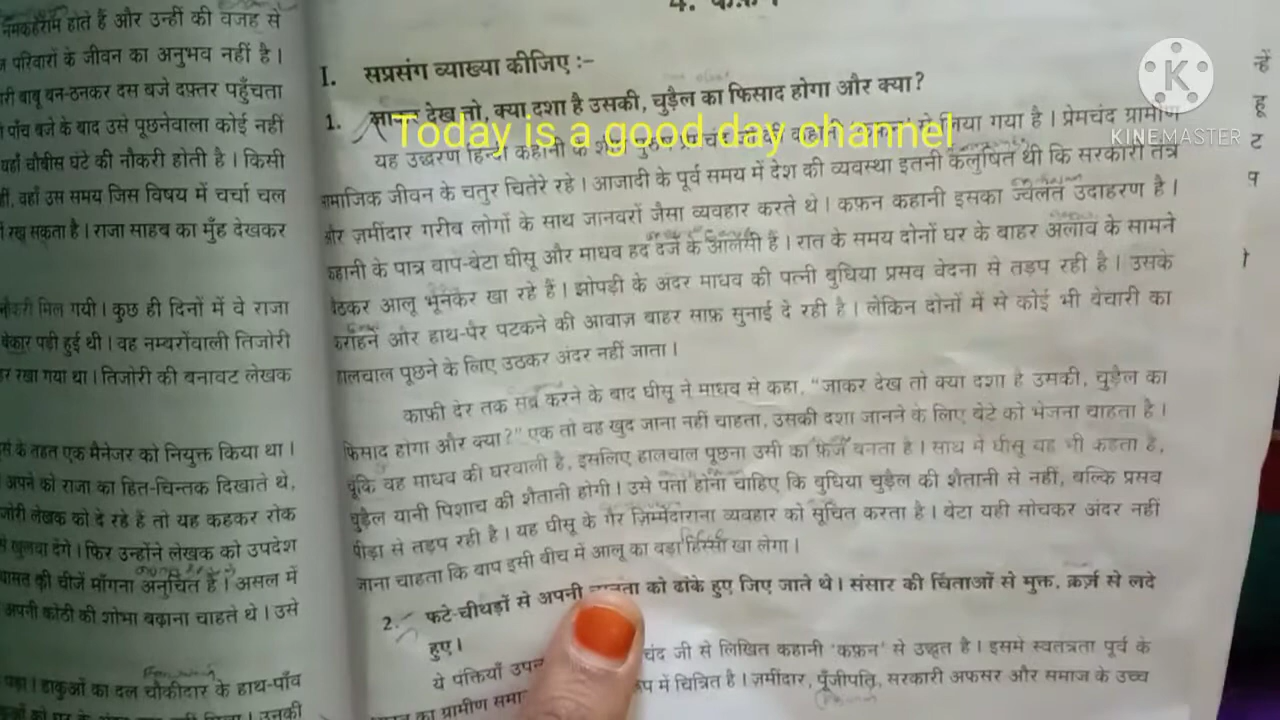 नमकहराम होते हैं और उन्हीं की वजह से
परिवारों के जीवन का अनुभव नहीं है।
बाबू बन-ठनकर दस बजे दफ़्तर पहुँचता
पाँच बजे के बाद उसे पूछनेवाला कोई नहीं
यहाँ चौबीस घंटे की नौकरी होती है। किसी
वहाँ उस समय जिस विषय में चर्चा चल
रख सकता है। राजा साहब का मुँह देखकर
नौकरी मिल गयी। कुछ ही दिनों में वे राजा
बेकार पड़ी हुई थी। वह नम्बरोंवाली तिजोरी
रखा गया था। तिजोरी की बनावट लेखक
के तहत एक मैनेजर को नियुक्त किया था।
अपने को राजा का हित-चिन्तक दिखाते थे,
लेखक को दे रहे हैं तो यह कहकर रोक
खुलवा देंगे। फिर उन्होंने लेखक को उपदेश
की चीजें माँगना अनुचित है। असल में
अपनी कोठी की शोभा बढ़ाना चाहते थे। उसे
डाकुओं का दल चौकीदार के हाथ-पाँव
उनकी
4. कफ़न
I. सप्रसंग व्याख्या कीजिए :-
1. जाकर देख तो, क्या दशा है उसकी, चुड़ैल का फिसाद होगा और क्या?
Today is a good day channel
यह उद्धरण हिन्दी कहानी के जी की कहानी से लिया गया है। प्रेमचंद ग्रामीण
सामाजिक जीवन के चतुर चितेरे रहे। आजादी के पूर्व समय में देश की व्यवस्था इतनी कलुषित थी कि सरकारी तंत्र
और ज़मींदार गरीब लोगों के साथ जानवरों जैसा व्यवहार करते थे। कफ़न कहानी इसका ज्वलंत उदाहरण है।
कहानी के पात्र बाप-बेटा घीसू और माधव हद दर्जे के आलसी हैं। रात के समय दोनों घर के बाहर अलाव के सामने
बैठकर आलू भूनकर खा रहे हैं। झोपड़ी के अंदर माधव की पत्नी बुधिया प्रसव वेदना से तड़प रही है। उसके
कराहने और हाथ-पैर पटकने की आवाज़ बाहर साफ़ सुनाई दे रही है। लेकिन दोनों में से कोई भी बेचारी का
हालचाल पूछने के लिए उठकर अंदर नहीं जाता।
काफ़ी देर तक सब्र करने के बाद घीसू ने माधव से कहा, "जाकर देख तो क्या दशा है उसकी, चुड़ैल का
फिसाद होगा और क्या?" एक तो वह खुद जाना नहीं चाहता, उसकी दशा जानने के लिए बेटे को भेजना चाहता है।
चूंकि वह माधव की घरवाली है, इसलिए हालचाल पूछना उसी का फ़र्ज बनता है। साथ में घीसू यह भी कहता है,
चुड़ैल यानी पिशाच की शैतानी होगी। उसे पता होना चाहिए कि बुधिया चुड़ैल की शैतानी से नहीं, बल्कि प्रसव
पीड़ा से तड़प रही है। यह घीसू के गैर ज़िम्मेदाराना व्यवहार को सूचित करता है। बेटा यही सोचकर अंदर नहीं
जाना चाहता कि बाप इसी बीच में आलू का बड़ा हिस्सा खा लेगा।
2. फटे-चीथड़ों से अपनी को ढांके हुए जिए जाते थे। संसार की चिंताओं से मुक्त, क़र्ज़ से लदे
हुए।
ये पंक्तियाँ जी से लिखित कहानी 'कफ़न' से उद्धृत है। इसमें स्वतंत्रता पूर्व के
का ग्रामीण में चित्रित है। ज़मींदार, पूँजीपति, सरकारी अफसर और समाज के उच्च
K
KINEMASTER